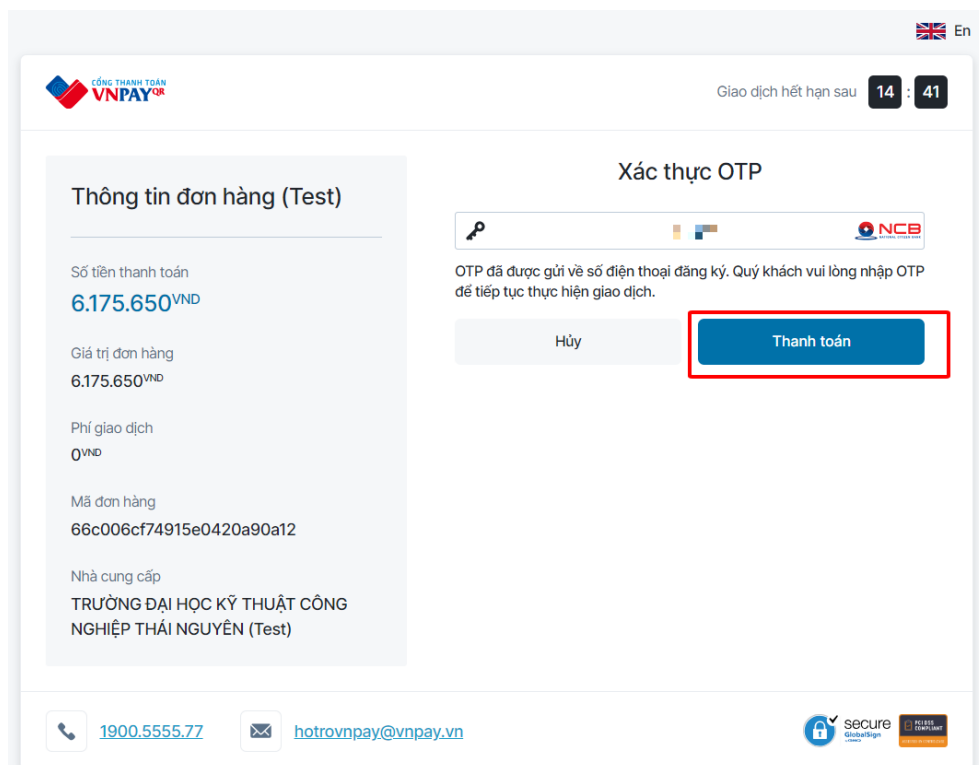 En
CỔNG THANH TOÁN
VNPAYQR
Giao dịch hết hạn sau 14 : 41
Thông tin đơn hàng (Test)
Số tiền thanh toán
6.175.650VND
Giá trị đơn hàng
6.175.650VND
Phí giao dịch
0VND
Mã đơn hàng
66c006cf74915e0420a90a12
Nhà cung cấp
TRƯỜNG ĐẠI HỌC KỸ THUẬT CÔNG
NGHIỆP THÁI NGUYÊN (Test)
Xác thực OTP
NCB
OTP đã được gửi về số điện thoại đăng ký. Quý khách vui lòng nhập OTP
để tiếp tục thực hiện giao dịch.
Hủy
Thanh toán
1900.5555.77
hotrovnpay@vnpay.vn
secure
GlobalSign
PCI DSS
COMPLIANT